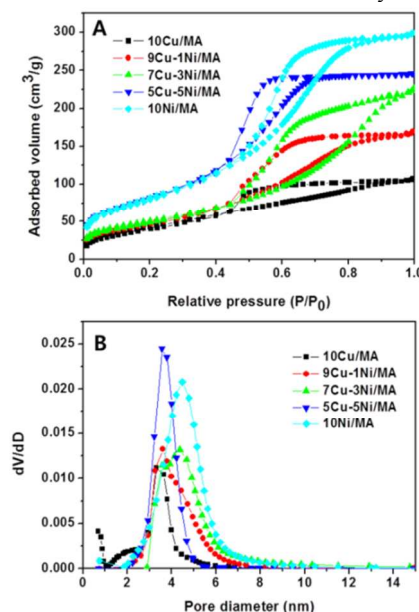 A
10Cu/MA
9Cu-1Ni/MA
7Cu-3Ni/MA
5Cu-5Ni/MA
10Ni/MA
Adsorbed volume (cm³/g)
300
250
200
150
100
50
0
0.0 0.2 0.4 0.6 0.8 1.0
Relative pressure (P/P₀)
B
10Cu/MA
9Cu-1Ni/MA
7Cu-3Ni/MA
5Cu-5Ni/MA
10Ni/MA
dV/dD
0.025
0.020
0.015
0.010
0.005
0.000
0 2 4 6 8 10 12 14
Pore diameter (nm)